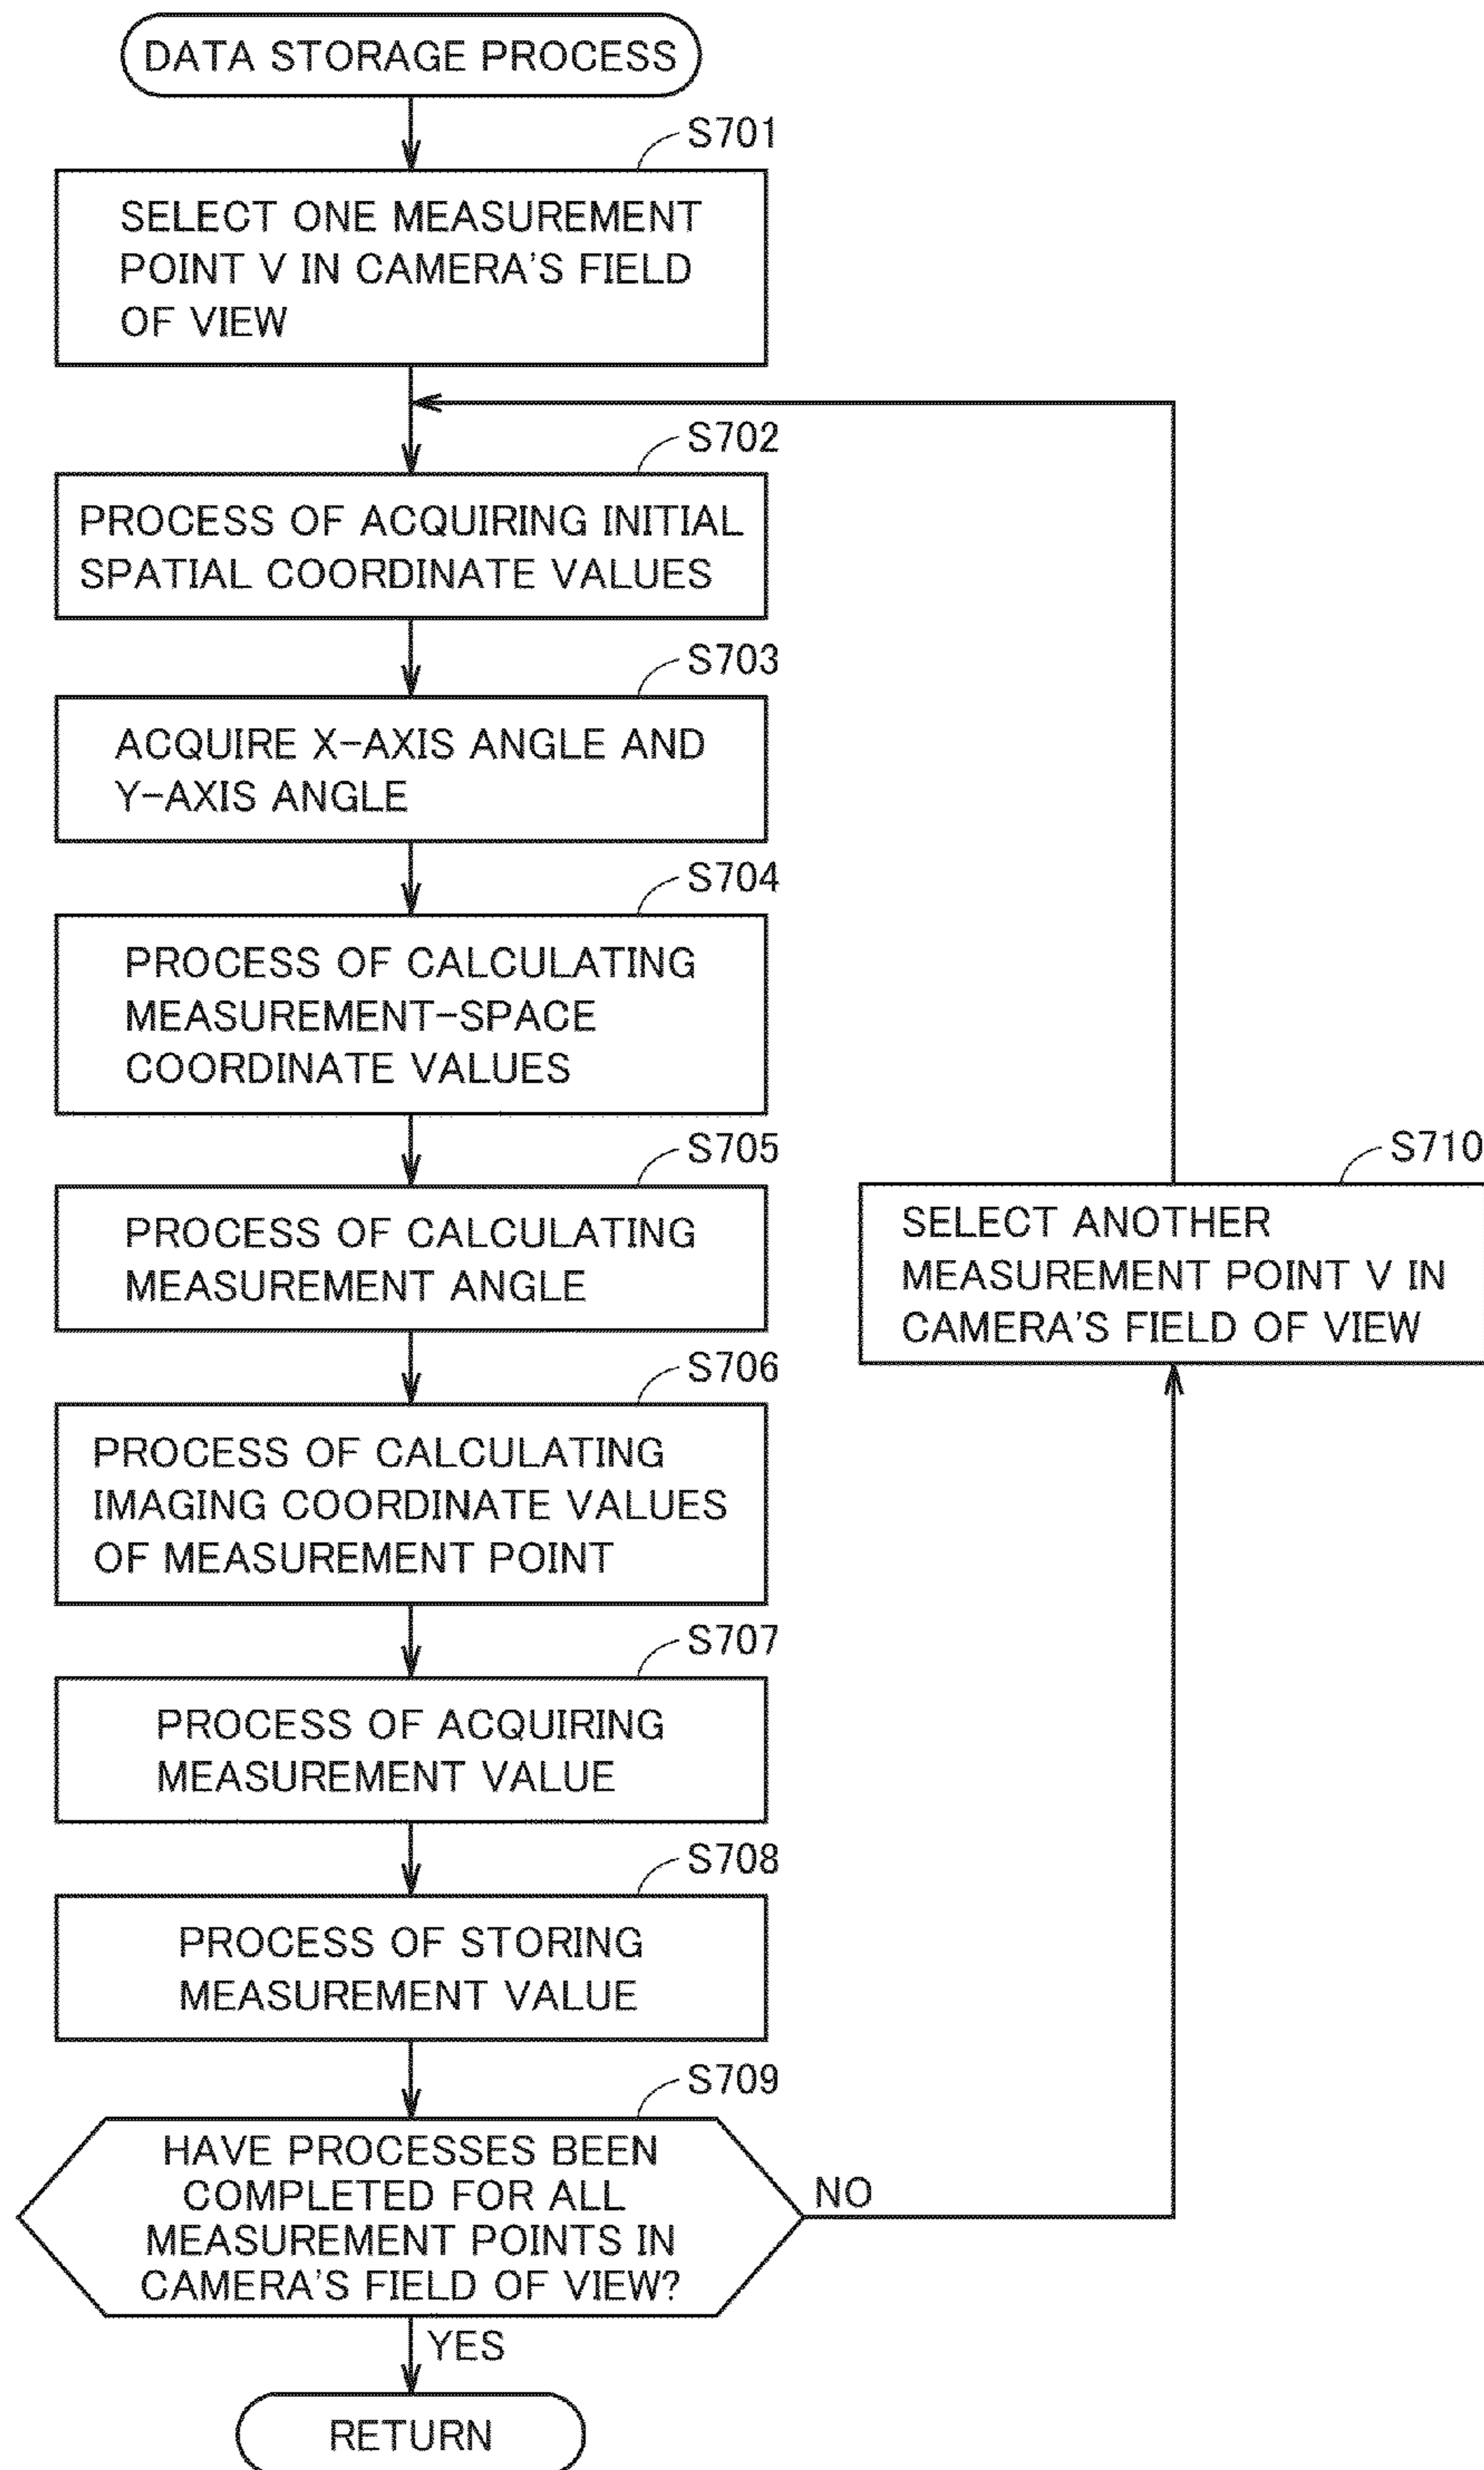 DATA STORAGE PROCESS
S701
SELECT ONE MEASUREMENT
POINT V IN CAMERA'S FIELD
OF VIEW
S702
PROCESS OF ACQUIRING INITIAL
SPATIAL COORDINATE VALUES
S703
ACQUIRE X-AXIS ANGLE AND
Y-AXIS ANGLE
S704
PROCESS OF CALCULATING
MEASUREMENT-SPACE
COORDINATE VALUES
S705
PROCESS OF CALCULATING
MEASUREMENT ANGLE
S710
SELECT ANOTHER
MEASUREMENT POINT V IN
CAMERA'S FIELD OF VIEW
S706
PROCESS OF CALCULATING
IMAGING COORDINATE VALUES
OF MEASUREMENT POINT
S707
PROCESS OF ACQUIRING
MEASUREMENT VALUE
S708
PROCESS OF STORING
MEASUREMENT VALUE
S709
HAVE PROCESSES BEEN
COMPLETED FOR ALL
MEASUREMENT POINTS IN
CAMERA'S FIELD OF VIEW?
NO
YES
RETURN